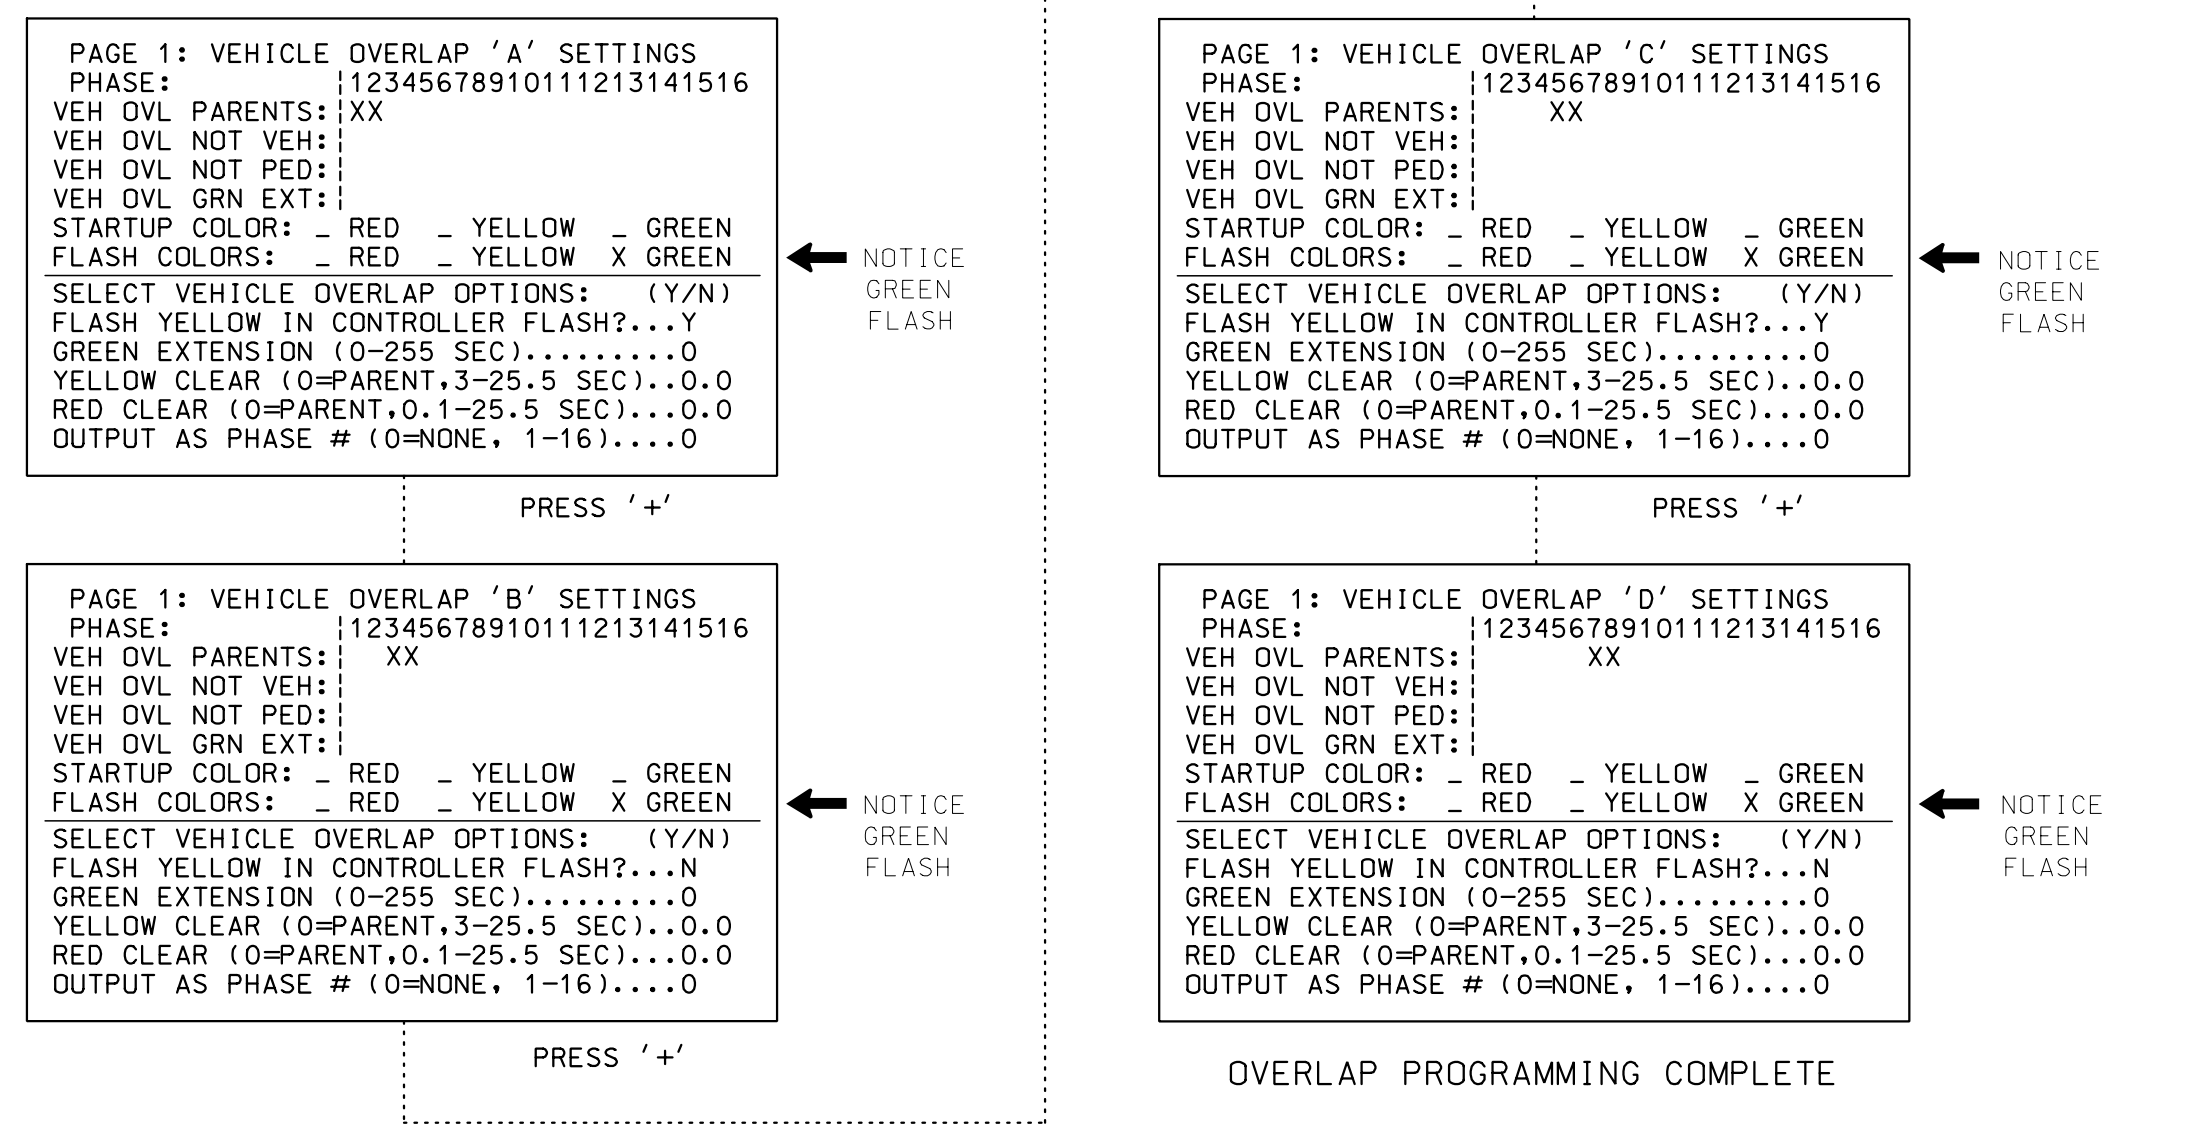 PAGE 1: VEHICLE OVERLAP 'A' SETTINGS
PHASE: |12345678910111213141516
VEH OVL PARENTS:|XX
VEH OVL NOT VEH:|
VEH OVL NOT PED:|
VEH OVL GRN EXT:|
STARTUP COLOR: _ RED _ YELLOW _ GREEN
FLASH COLORS: _ RED _ YELLOW X GREEN
SELECT VEHICLE OVERLAP OPTIONS: (Y/N)
FLASH YELLOW IN CONTROLLER FLASH?...Y
GREEN EXTENSION (0-255 SEC).........0
YELLOW CLEAR (0=PARENT,3-25.5 SEC)..0.0
RED CLEAR (0=PARENT,0.1-25.5 SEC)...0.0
OUTPUT AS PHASE # (0=NONE, 1-16)....0
NOTICE
GREEN
FLASH
PRESS '+'
PAGE 1: VEHICLE OVERLAP 'B' SETTINGS
PHASE: |12345678910111213141516
VEH OVL PARENTS:| XX
VEH OVL NOT VEH:|
VEH OVL NOT PED:|
VEH OVL GRN EXT:|
STARTUP COLOR: _ RED _ YELLOW _ GREEN
FLASH COLORS: _ RED _ YELLOW X GREEN
SELECT VEHICLE OVERLAP OPTIONS: (Y/N)
FLASH YELLOW IN CONTROLLER FLASH?...N
GREEN EXTENSION (0-255 SEC).........0
YELLOW CLEAR (0=PARENT,3-25.5 SEC)..0.0
RED CLEAR (0=PARENT,0.1-25.5 SEC)...0.0
OUTPUT AS PHASE # (0=NONE, 1-16)....0
NOTICE
GREEN
FLASH
PRESS '+'
PAGE 1: VEHICLE OVERLAP 'C' SETTINGS
PHASE: |12345678910111213141516
VEH OVL PARENTS:| XX
VEH OVL NOT VEH:|
VEH OVL NOT PED:|
VEH OVL GRN EXT:|
STARTUP COLOR: _ RED _ YELLOW _ GREEN
FLASH COLORS: _ RED _ YELLOW X GREEN
SELECT VEHICLE OVERLAP OPTIONS: (Y/N)
FLASH YELLOW IN CONTROLLER FLASH?...Y
GREEN EXTENSION (0-255 SEC).........0
YELLOW CLEAR (0=PARENT,3-25.5 SEC)..0.0
RED CLEAR (0=PARENT,0.1-25.5 SEC)...0.0
OUTPUT AS PHASE # (0=NONE, 1-16)....0
NOTICE
GREEN
FLASH
PRESS '+'
PAGE 1: VEHICLE OVERLAP 'D' SETTINGS
PHASE: |12345678910111213141516
VEH OVL PARENTS:| XX
VEH OVL NOT VEH:|
VEH OVL NOT PED:|
VEH OVL GRN EXT:|
STARTUP COLOR: _ RED _ YELLOW _ GREEN
FLASH COLORS: _ RED _ YELLOW X GREEN
SELECT VEHICLE OVERLAP OPTIONS: (Y/N)
FLASH YELLOW IN CONTROLLER FLASH?...N
GREEN EXTENSION (0-255 SEC).........0
YELLOW CLEAR (0=PARENT,3-25.5 SEC)..0.0
RED CLEAR (0=PARENT,0.1-25.5 SEC)...0.0
OUTPUT AS PHASE # (0=NONE, 1-16)....0
NOTICE
GREEN
FLASH
OVERLAP PROGRAMMING COMPLETE